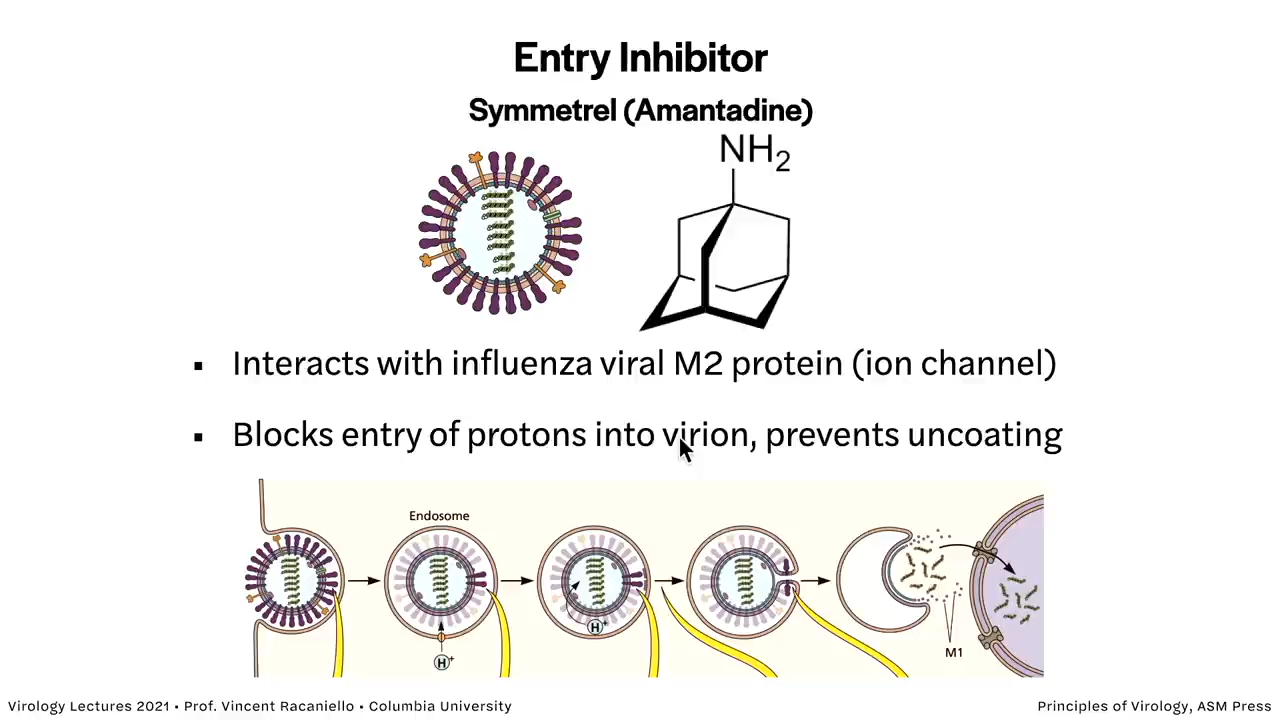 Entry Inhibitor
Symmetrel (Amantadine)
NH2
▪ Interacts with influenza viral M2 protein (ion channel)
▪ Blocks entry of protons into virion, prevents uncoating
Endosome
H+
H+
M1
Virology Lectures 2021 • Prof. Vincent Racaniello • Columbia University
Principles of Virology, ASM Press